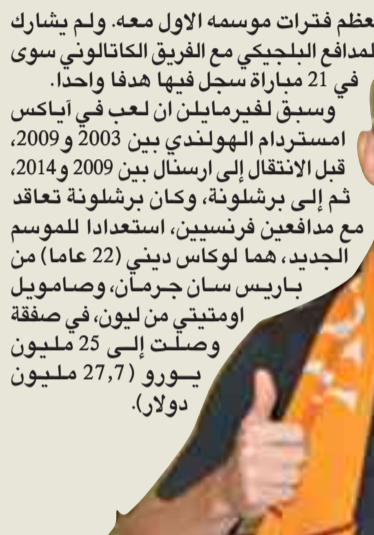 معظم فترات موسمه الاول معه. ولم يشارك
المدافع البلجيكي مع الفريق الكاتالوني سوى
في 21 مباراة سجل فيها هدفا واحدا.
وسبق لفيرمايلن ان لعب في آياكس
امستردام الهولندي بين 2003 و2009،
قبل الانتقال إلى ارسنال بين 2009 و2014،
ثم إلى برشلونة، وكان برشلونة تعاقد
مع مدافعين فرنسيين، استعدادا للموسم
الجديد، هما لوكاس ديني (22 عاما) من
باريس سان جرمان، وصامويل
اومتيتي من ليون، في صفقة
وصلت إلى 25 مليون
يورو (27,7 مليون
دولار).